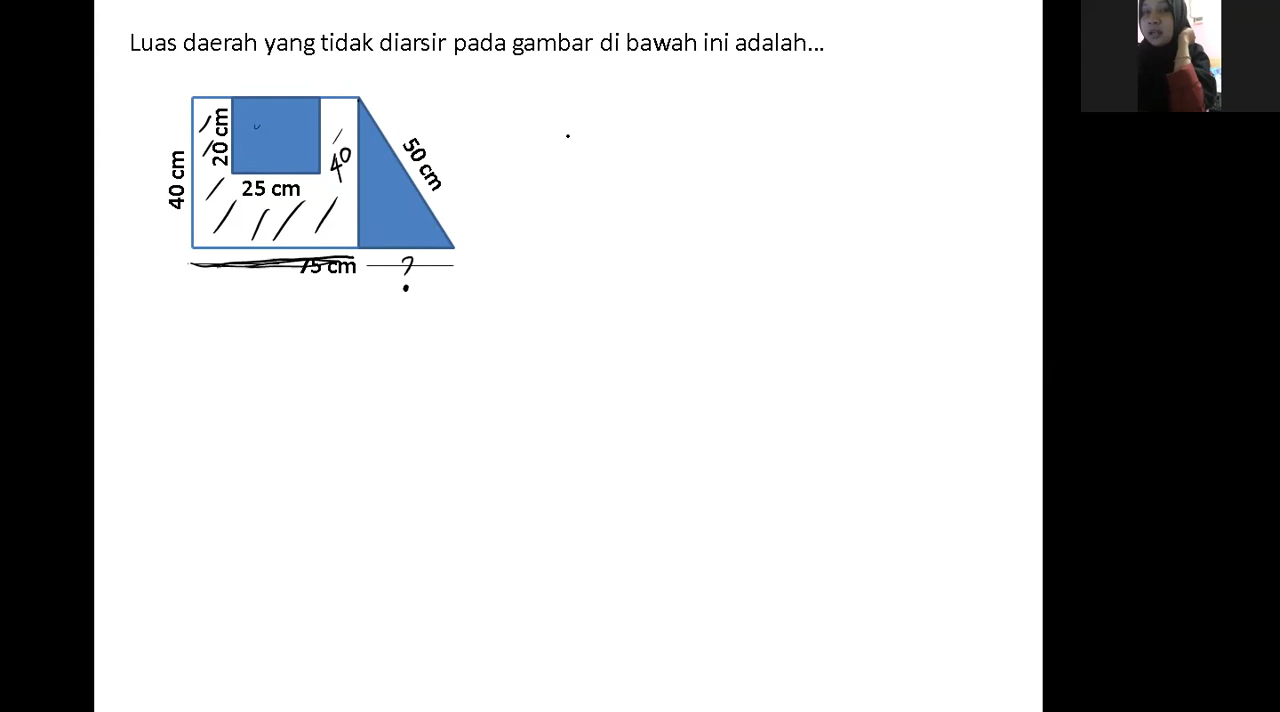 Luas daerah yang tidak diarsir pada gambar di bawah ini adalah...
20 cm
40
50 cm
40 cm
25 cm
75 cm
?